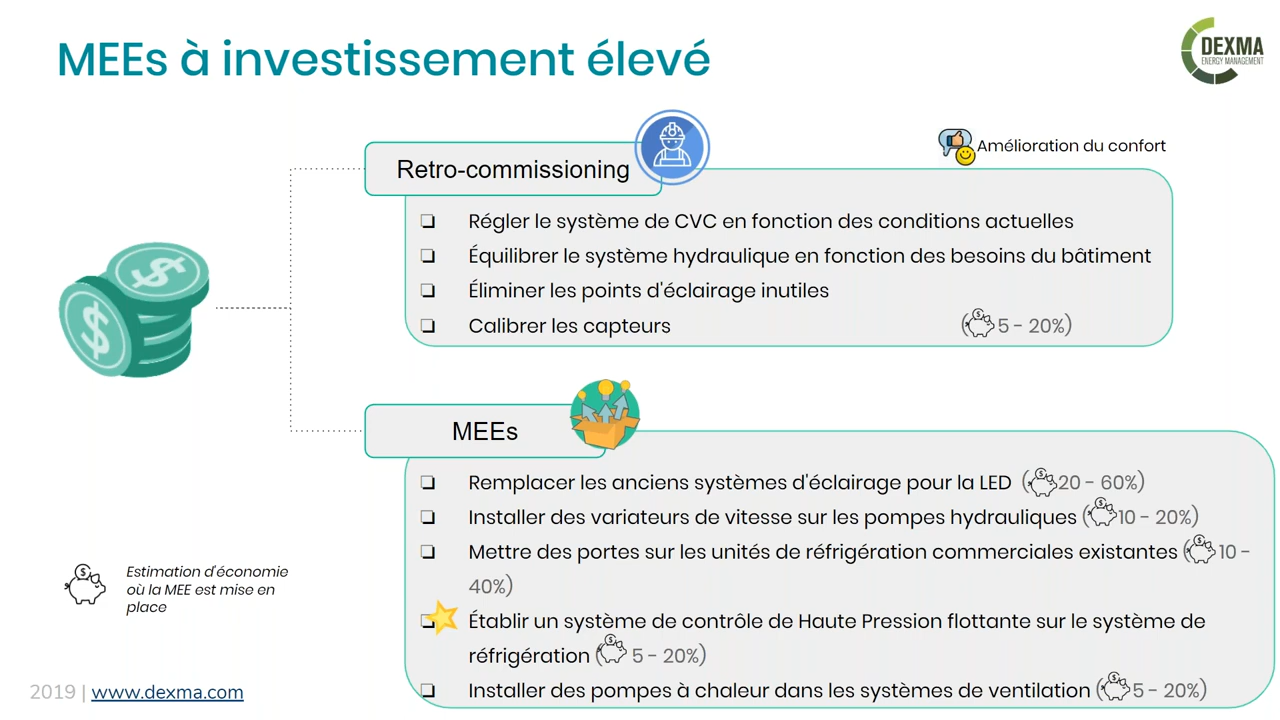 MEEs à investissement élevé
DEXMA
ENERGY MANAGEMENT
Amélioration du confort
Retro-commissioning
Régler le système de CVC en fonction des conditions actuelles
Équilibrer le système hydraulique en fonction des besoins du bâtiment
Éliminer les points d'éclairage inutiles
Calibrer les capteurs (5 - 20%)
MEEs
Remplacer les anciens systèmes d'éclairage pour la LED (20 - 60%)
Installer des variateurs de vitesse sur les pompes hydrauliques (10 - 20%)
Mettre des portes sur les unités de réfrigération commerciales existantes (10 -
40%)
Établir un système de contrôle de Haute Pression flottante sur le système de
réfrigération (5 - 20%)
Installer des pompes à chaleur dans les systèmes de ventilation (5 - 20%)
Estimation d'économie
où la MEE est mise en
place
2019 | www.dexma.com